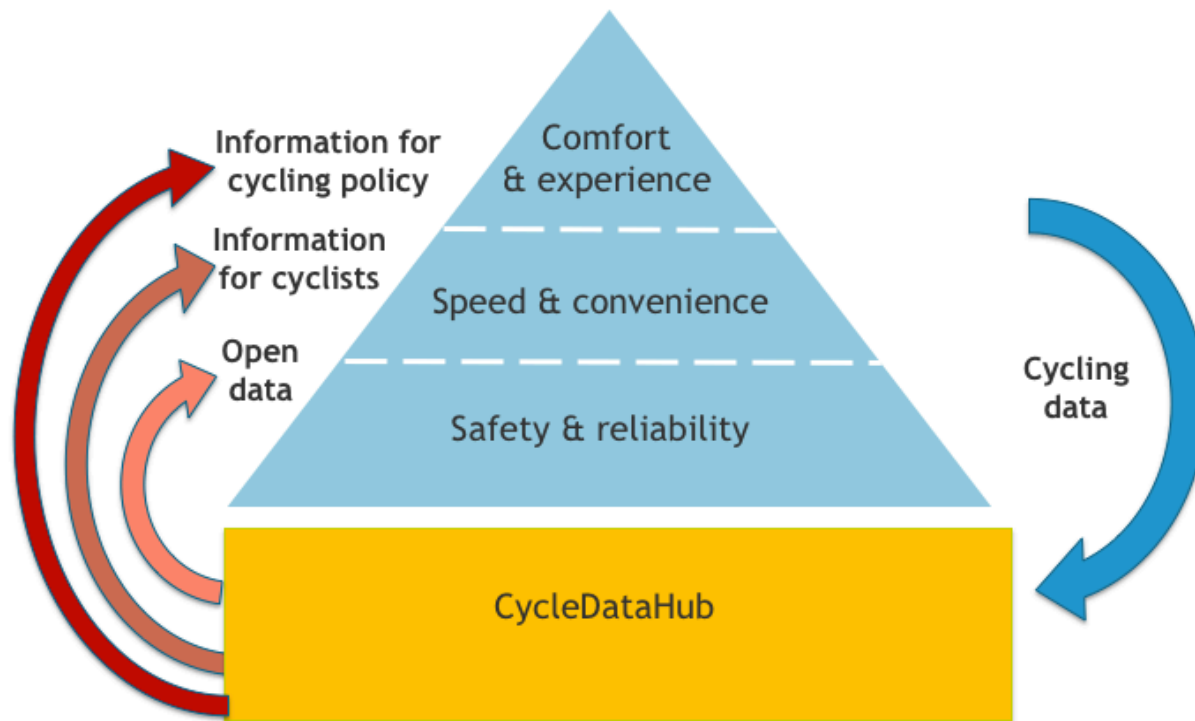 Information for
cycling policy
Comfort
& experience
Information
for cyclists
Speed & convenience
Open
data
Cycling
data
Safety & reliability
CycleDataHub